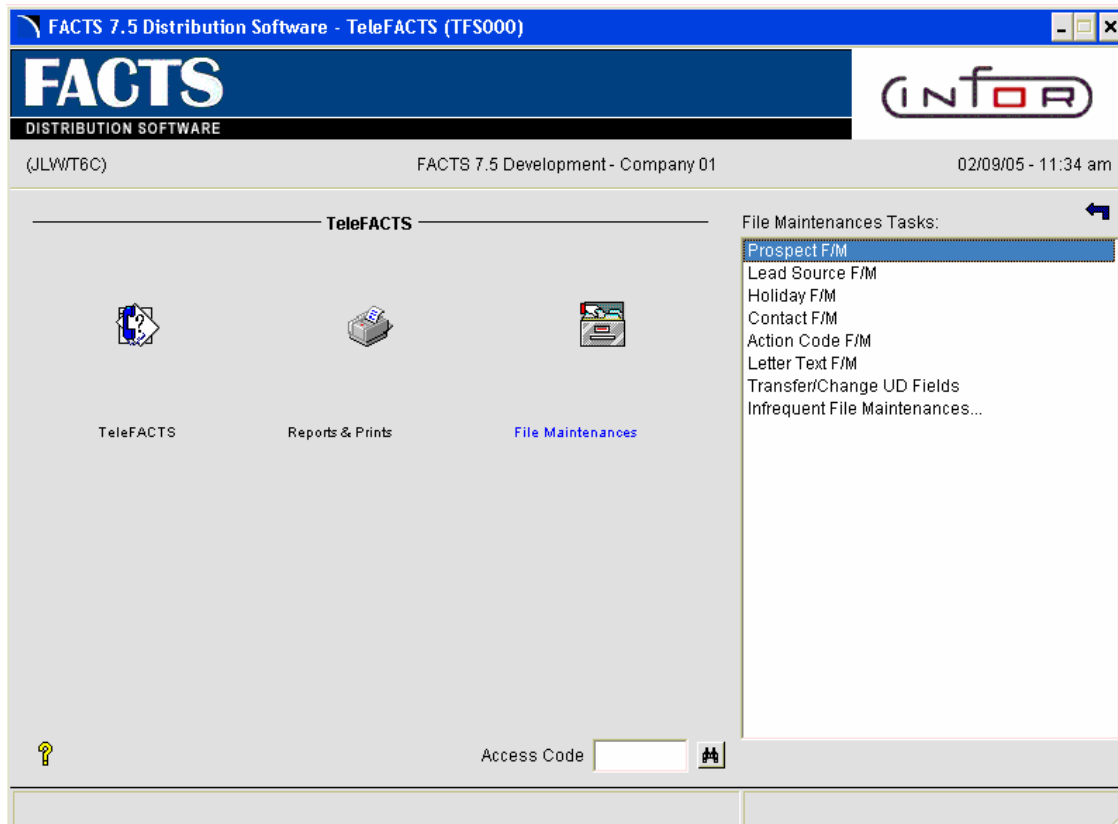 FACTS 7.5 Distribution Software - TeleFACTS (TFS000)
FACTS
DISTRIBUTION SOFTWARE
infor
(JLW/T6C)
FACTS 7.5 Development - Company 01
02/09/05 - 11:34 am
TeleFACTS
File Maintenances Tasks:
Prospect F/M
Lead Source F/M
Holiday F/M
Contact F/M
Action Code F/M
Letter Text F/M
Transfer/Change UD Fields
Infrequent File Maintenances...
TeleFACTS
Reports & Prints
File Maintenances
Access Code